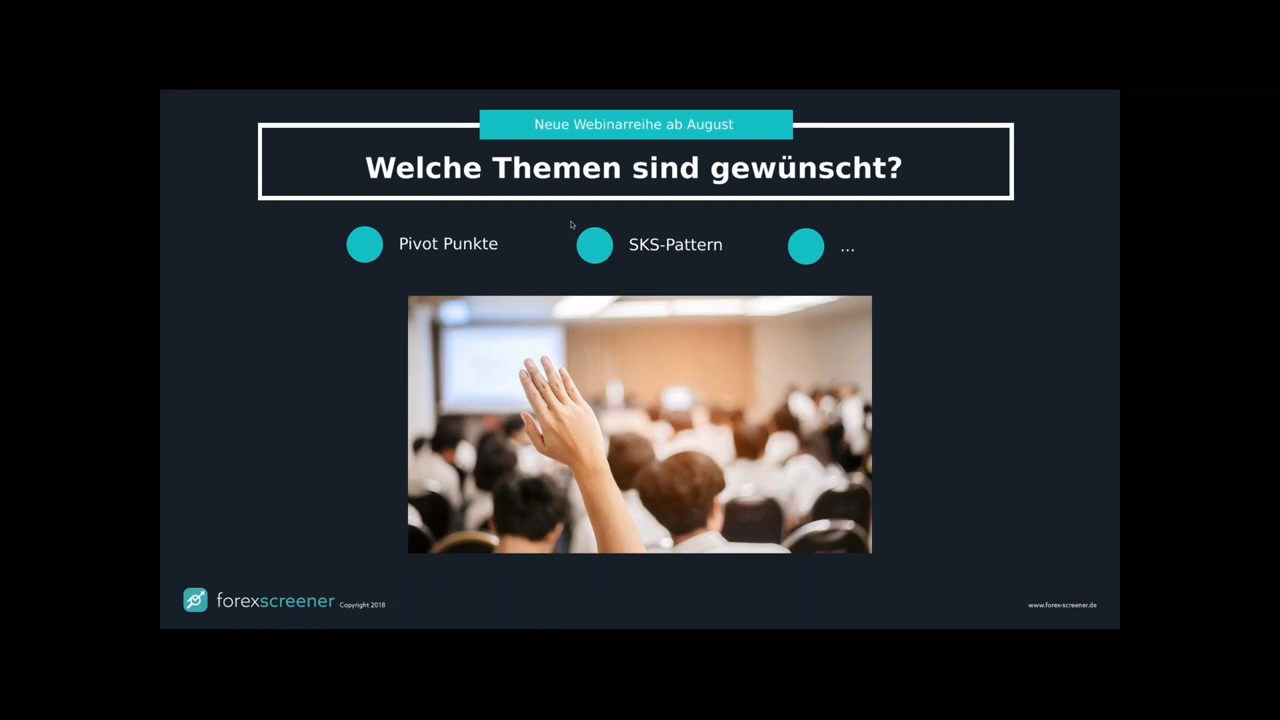 Neue Webinarreihe ab August
Welche Themen sind gewünscht?
Pivot Punkte
SKS-Pattern
...
forexscreener Copyright 2018
www.forex-screener.de